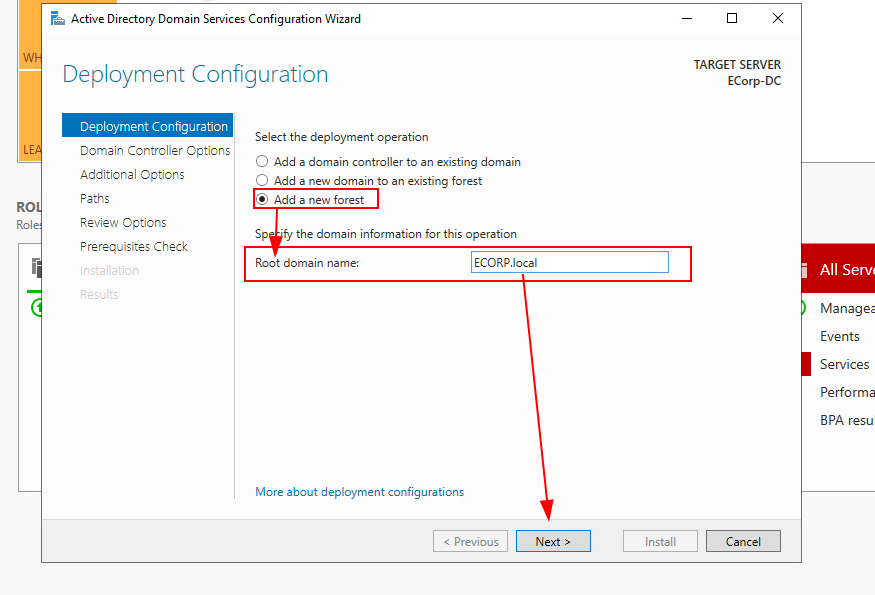 Active Directory Domain Services Configuration Wizard
Deployment Configuration
TARGET SERVER
ECorp-DC
Deployment Configuration
Domain Controller Options
Additional Options
Paths
Review Options
Prerequisites Check
Installation
Results
Select the deployment operation
Add a domain controller to an existing domain
Add a new domain to an existing forest
Add a new forest
Specify the domain information for this operation
Root domain name:
ECORP.local
More about deployment configurations
< Previous
Next >
Install
Cancel
WH
LEA
ROL
Roles
All Serve
Managea
Events
Services
Performa
BPA resu